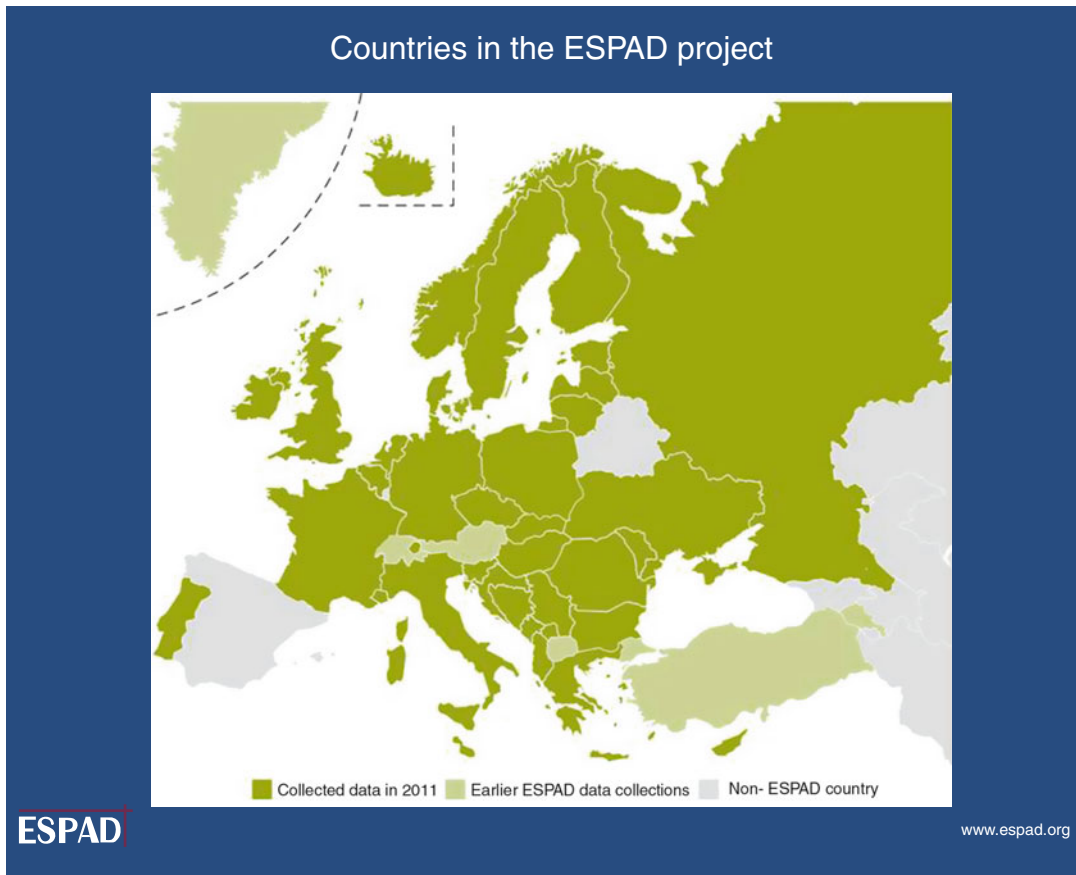 Countries in the ESPAD project
Collected data in 2011 Earlier ESPAD data collections Non- ESPAD country
ESPAD
www.espad.org